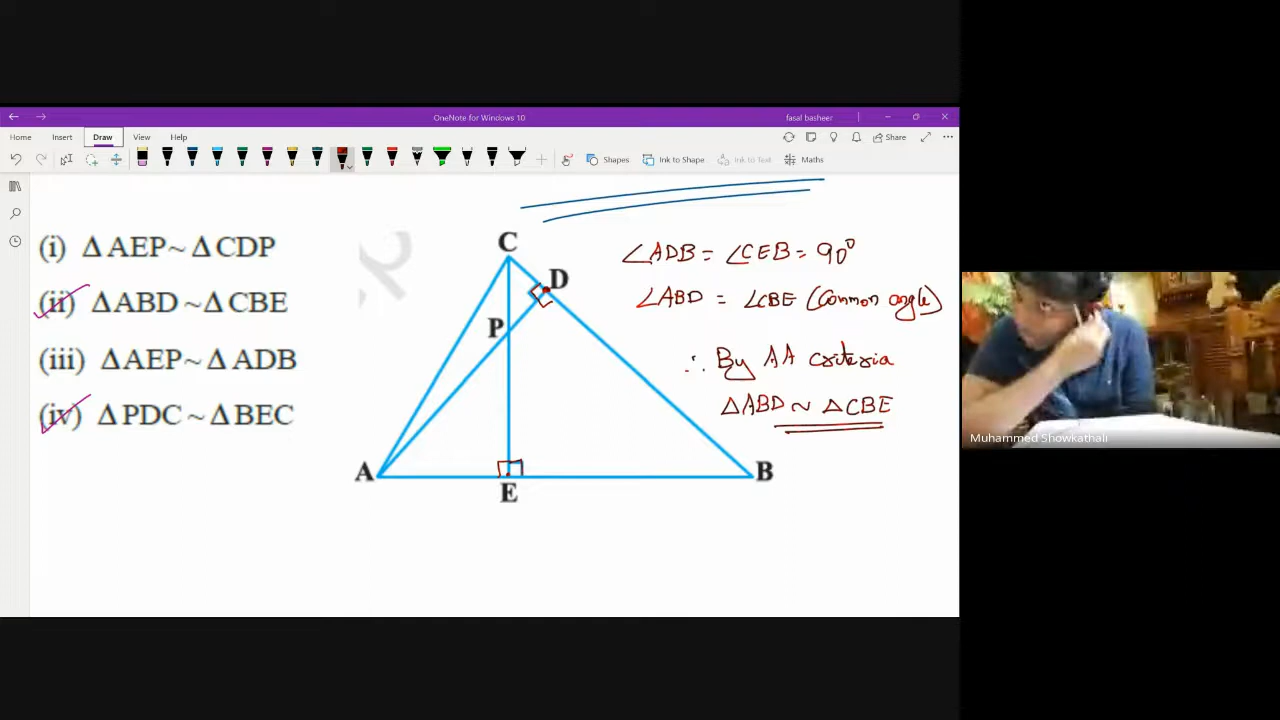 OneNote for Windows 10
fasal basheer
Home Insert Draw View Help
Share
Shapes
Ink to Shape
Ink to Text
Maths
(i) Δ AEP~ Δ CDP
(ii) ΔABD ~ΔCBE
(iii) ΔAEP~ ΔADB
(iv) ΔPDC ~ΔBEC
C
D
P
A
E
B
∠ADB = ∠CEB = 90°
∠ABD = ∠CBE (Common angle)
∴ By AA criteria
ΔABD ~ ΔCBE
Muhammed Showkathali